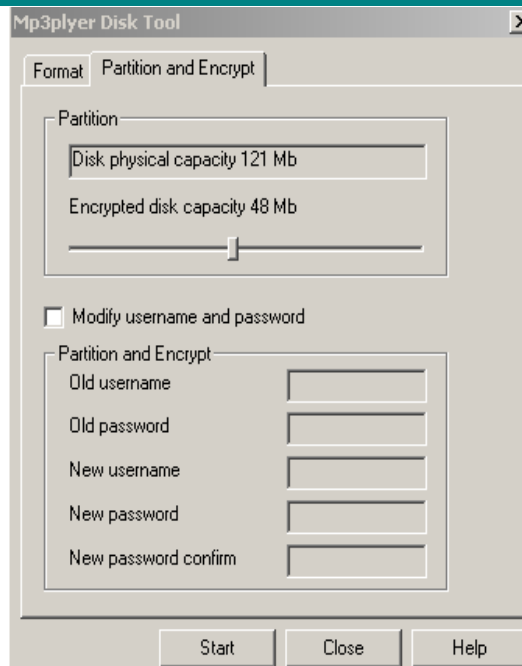 Mp3plyer Disk Tool
Format
Partition and Encrypt
Partition
Disk physical capacity 121 Mb
Encrypted disk capacity 48 Mb
Modify username and password
Partition and Encrypt
Old username
Old password
New username
New password
New password confirm
Start
Close
Help